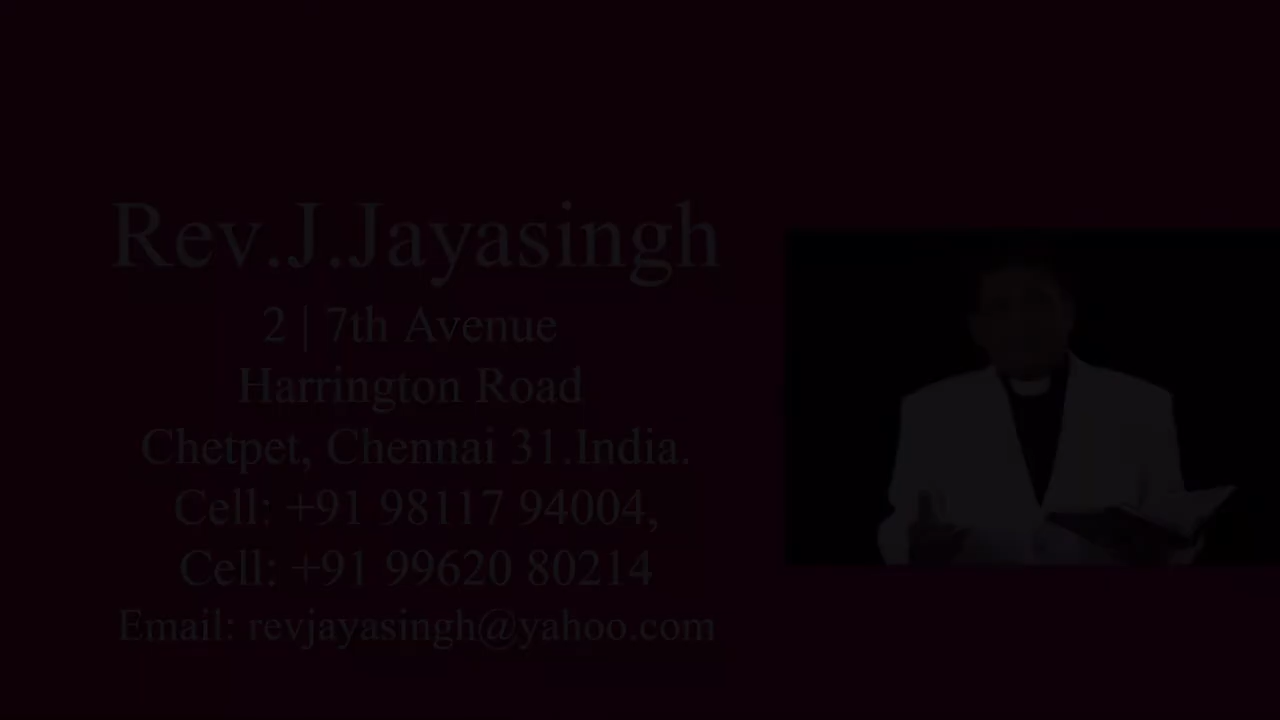 Rev.J.Jayasingh
2 | 7th Avenue
Harrington Road
Chetpet, Chennai 31.India.
Cell: +91 98117 94004,
Cell: +91 99620 80214
Email: revjayasingh@yahoo.com